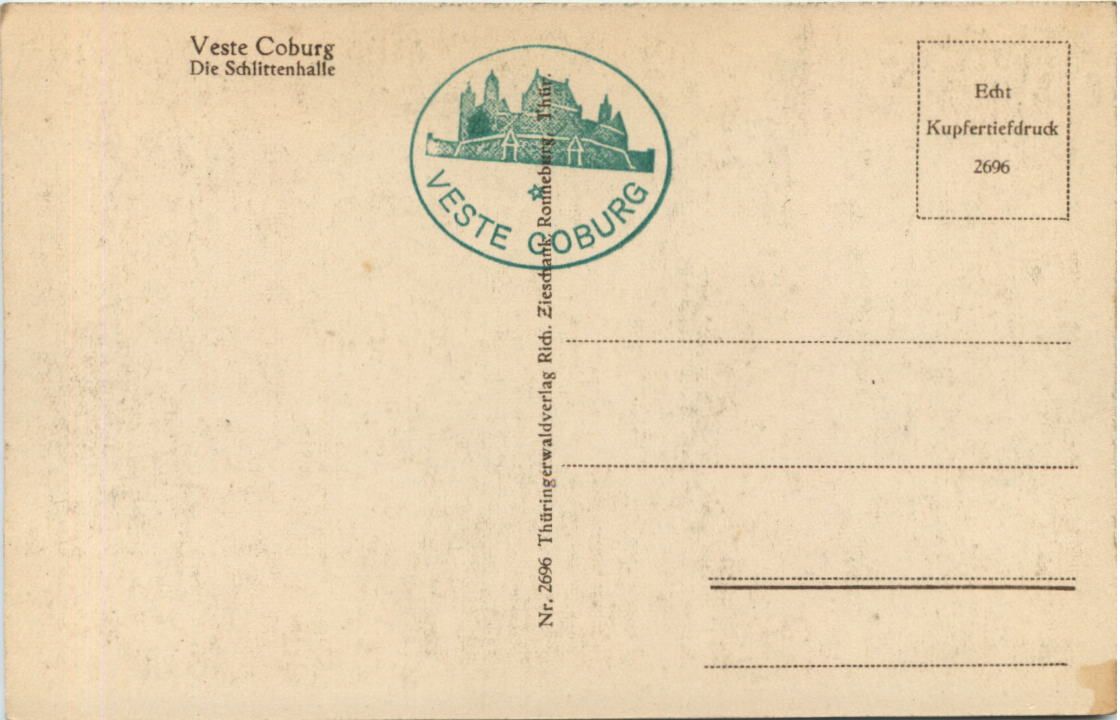 Veste Coburg
Die Schlittenhalle
VESTE COBURG
Echt
Kupfertiefdruck
2696
Nr. 2696 Thüringerwaldverlag Rich. Zieschank, Ronneburg, Thür.